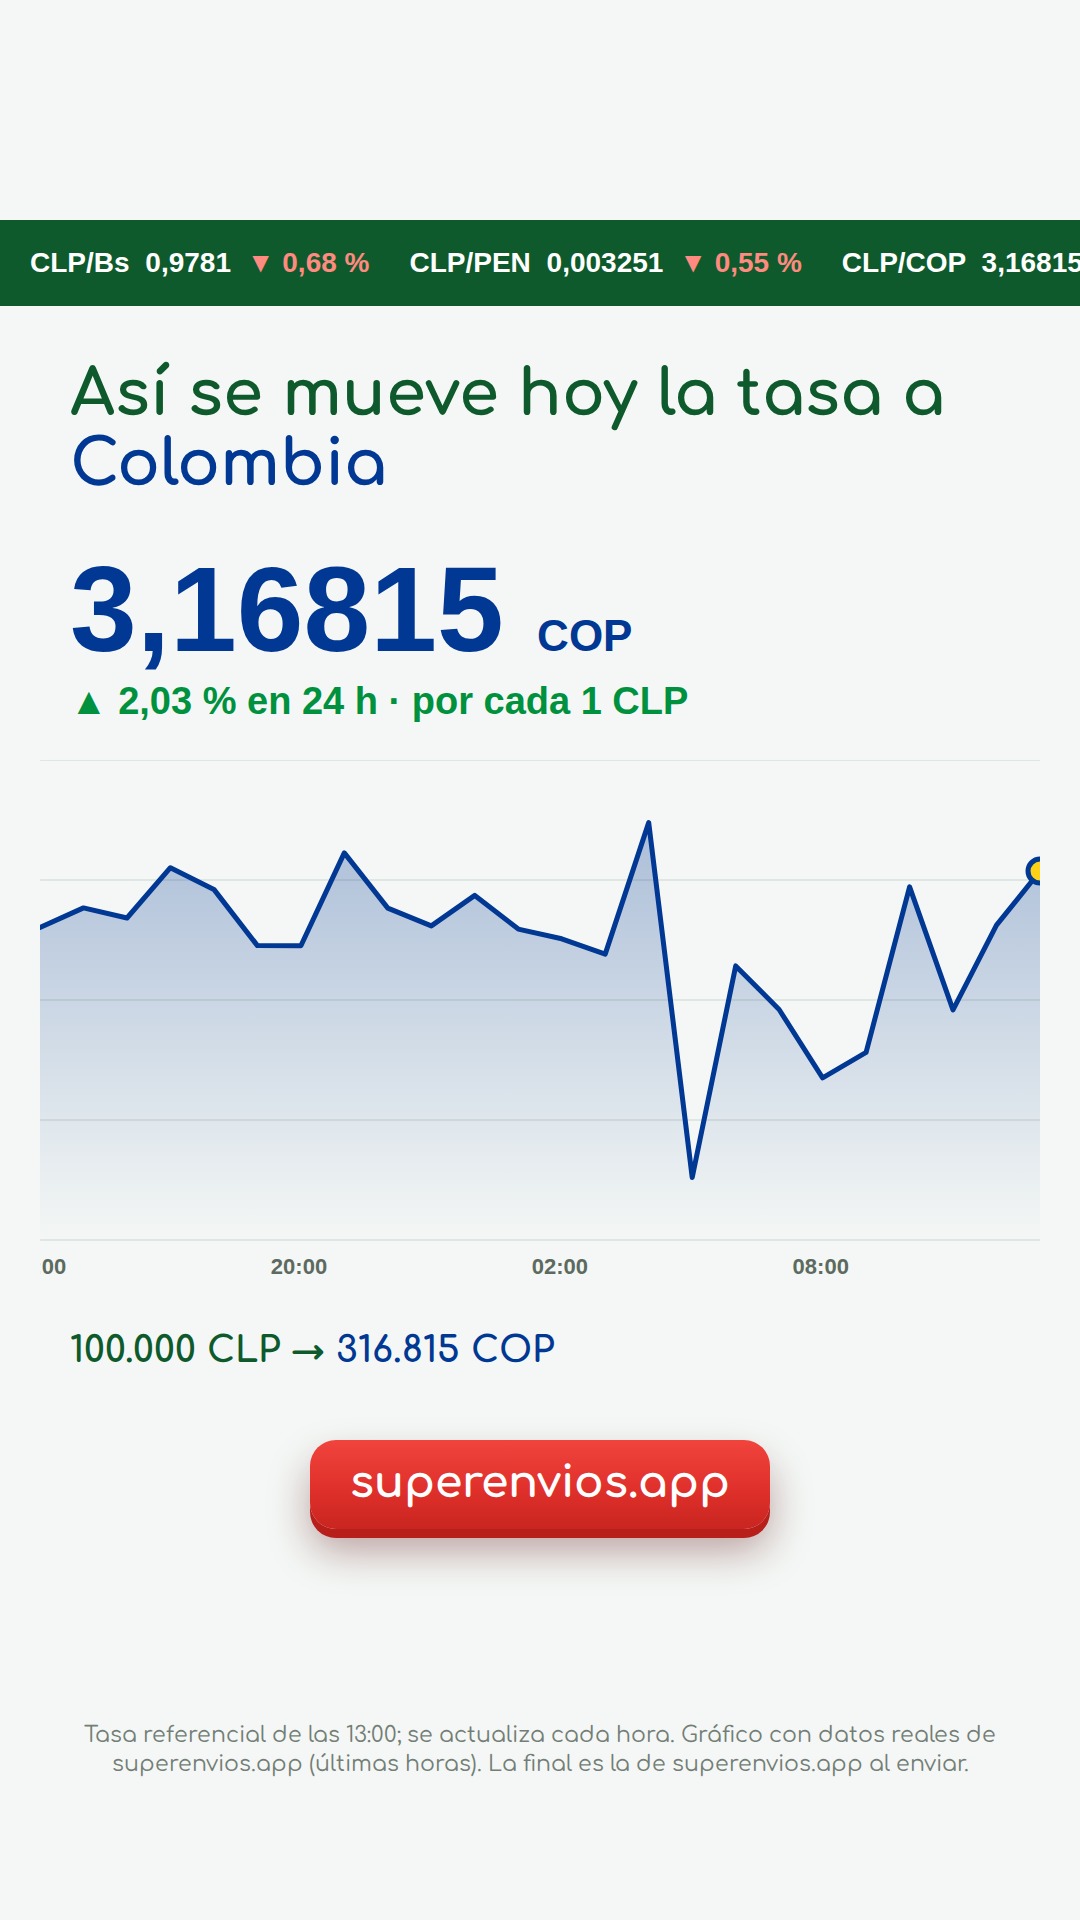 CLP/Bs 0,9781 ▼ 0,68 % CLP/PEN 0,003251 ▼ 0,55 % CLP/COP 3,16815
Así se mueve hoy la tasa a
Colombia
3,16815 COP
▲ 2,03 % en 24 h · por cada 1 CLP
00 20:00 02:00 08:00
100.000 CLP → 316.815 COP
superenvios.app
Tasa referencial de las 13:00; se actualiza cada hora. Gráfico con datos reales de
superenvios.app (últimas horas). La final es la de superenvios.app al enviar.